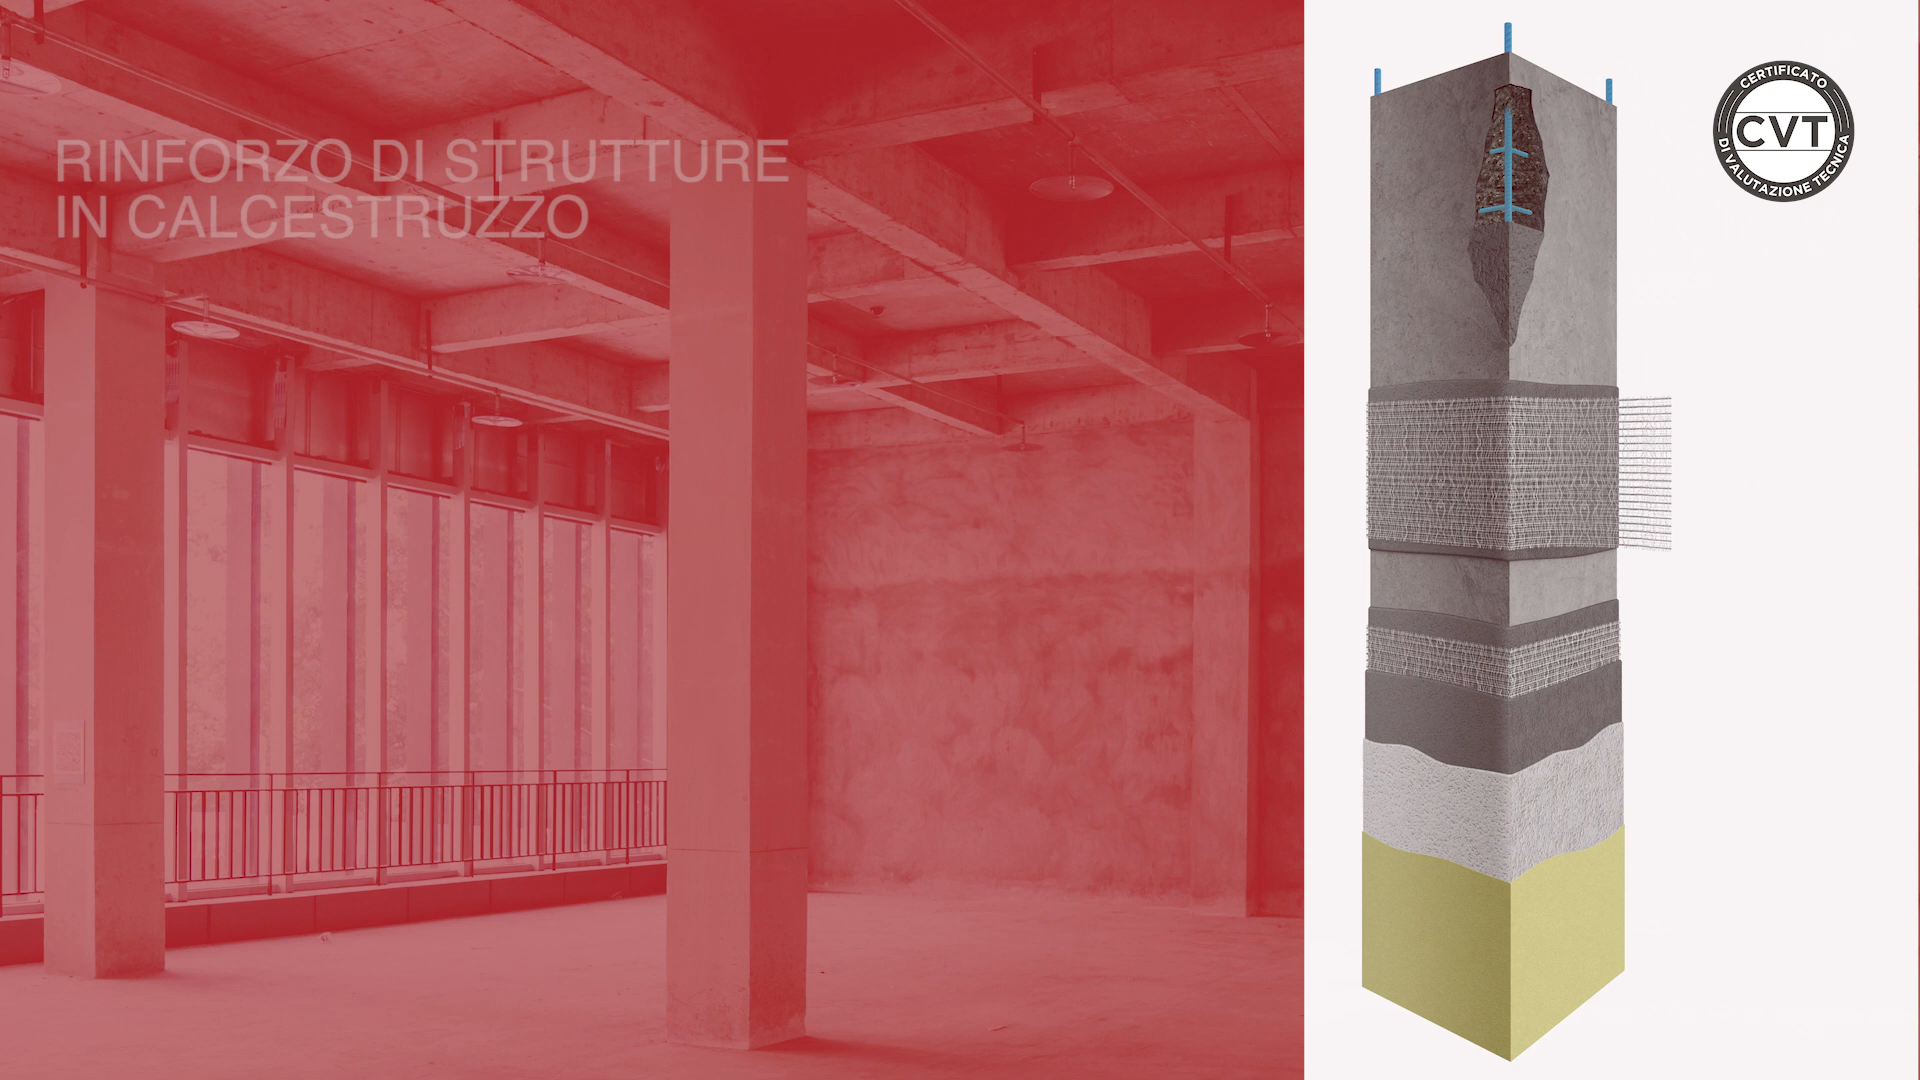 RINFORZO DI STRUTTURE
IN CALCESTRUZZO
CERTIFICATO
CVT
DI VALUTAZIONE TECNICA